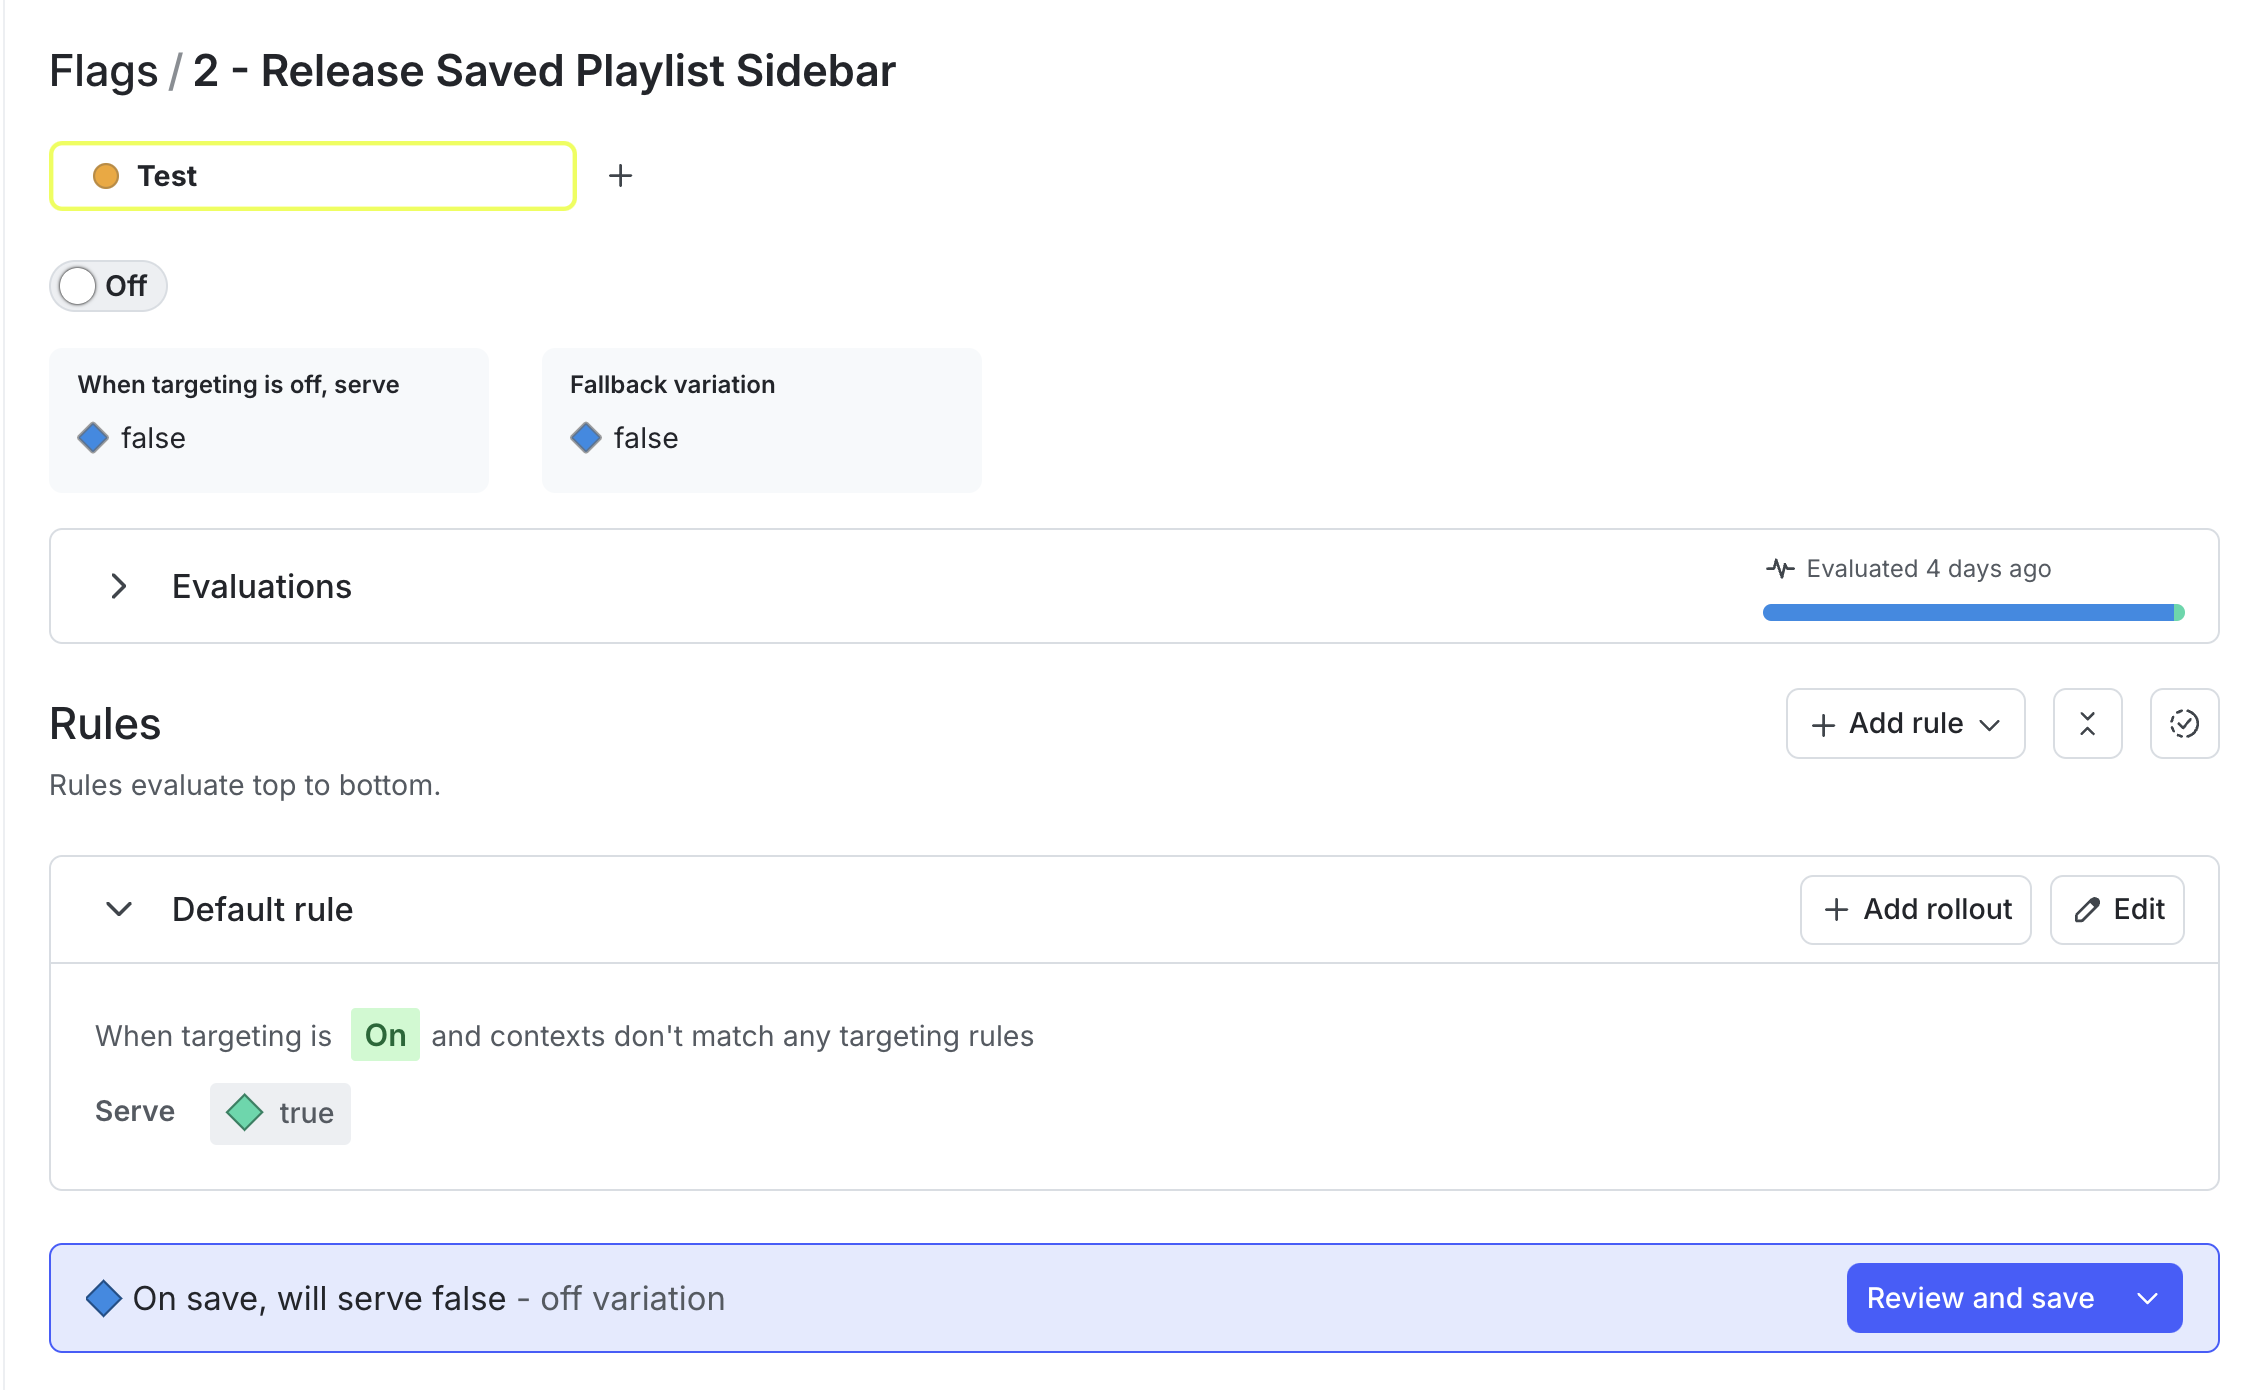 Flags / 2 - Release Saved Playlist Sidebar
Test
Off
When targeting is off, serve
false
Fallback variation
false
Evaluations
Evaluated 4 days ago
Rules
Add rule
Rules evaluate top to bottom.
Default rule
Add rollout
Edit
When targeting is On and contexts don't match any targeting rules
Serve true
On save, will serve false - off variation
Review and save